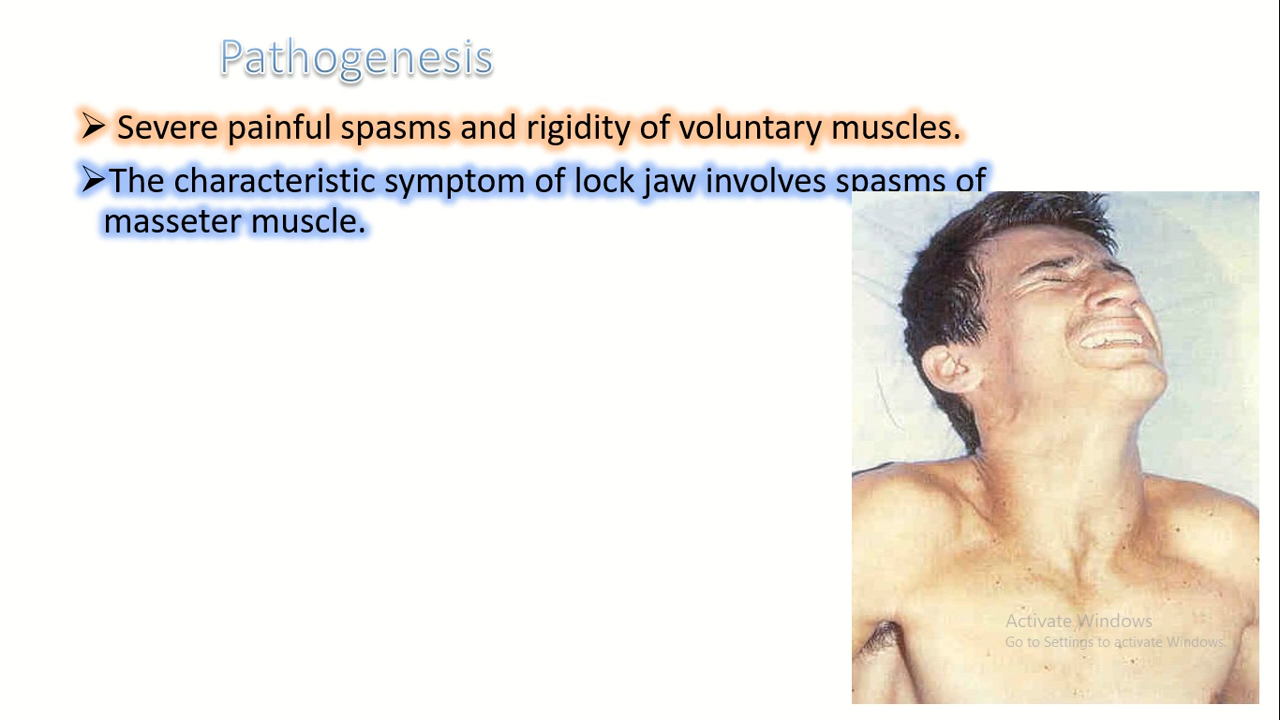 Pathogenesis
➢ Severe painful spasms and rigidity of voluntary muscles.
➢The characteristic symptom of lock jaw involves spasms of
masseter muscle.
Activate Windows
Go to Settings to activate Windows.